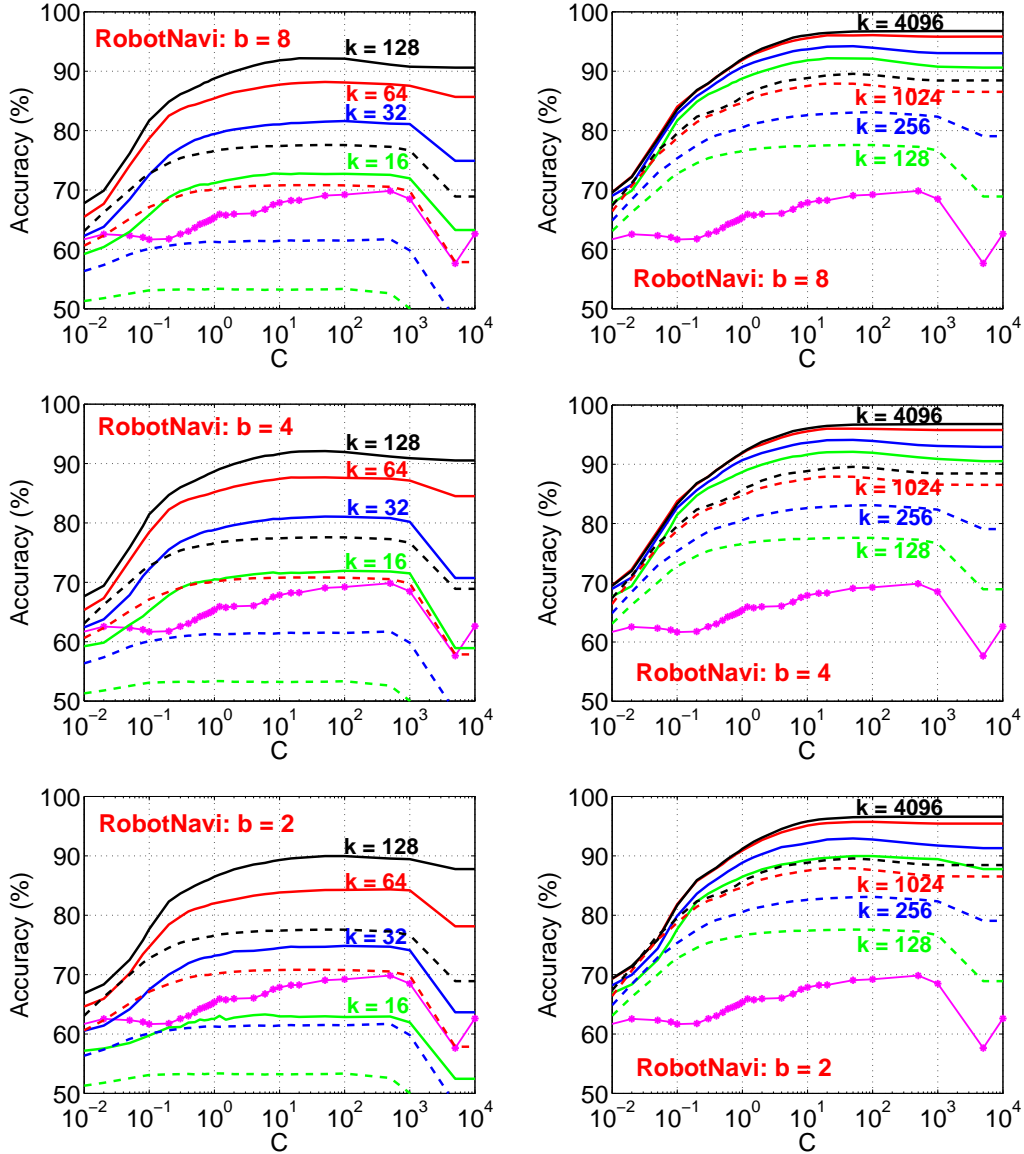 RobotNavi: b = 8
k = 128
k = 64
k = 32
k = 16
Accuracy (%)
100
90
80
70
60
50
10^−2 10^−1 10^0 10^1 10^2 10^3 10^4
C
k = 4096
k = 1024
k = 256
k = 128
RobotNavi: b = 8
Accuracy (%)
100
90
80
70
60
50
10^−2 10^−1 10^0 10^1 10^2 10^3 10^4
C
RobotNavi: b = 4
k = 128
k = 64
k = 32
k = 16
Accuracy (%)
100
90
80
70
60
50
10^−2 10^−1 10^0 10^1 10^2 10^3 10^4
C
k = 4096
k = 1024
k = 256
k = 128
RobotNavi: b = 4
Accuracy (%)
100
90
80
70
60
50
10^−2 10^−1 10^0 10^1 10^2 10^3 10^4
C
RobotNavi: b = 2
k = 128
k = 64
k = 32
k = 16
Accuracy (%)
100
90
80
70
60
50
10^−2 10^−1 10^0 10^1 10^2 10^3 10^4
C
k = 4096
k = 1024
k = 256
k = 128
RobotNavi: b = 2
Accuracy (%)
100
90
80
70
60
50
10^−2 10^−1 10^0 10^1 10^2 10^3 10^4
C